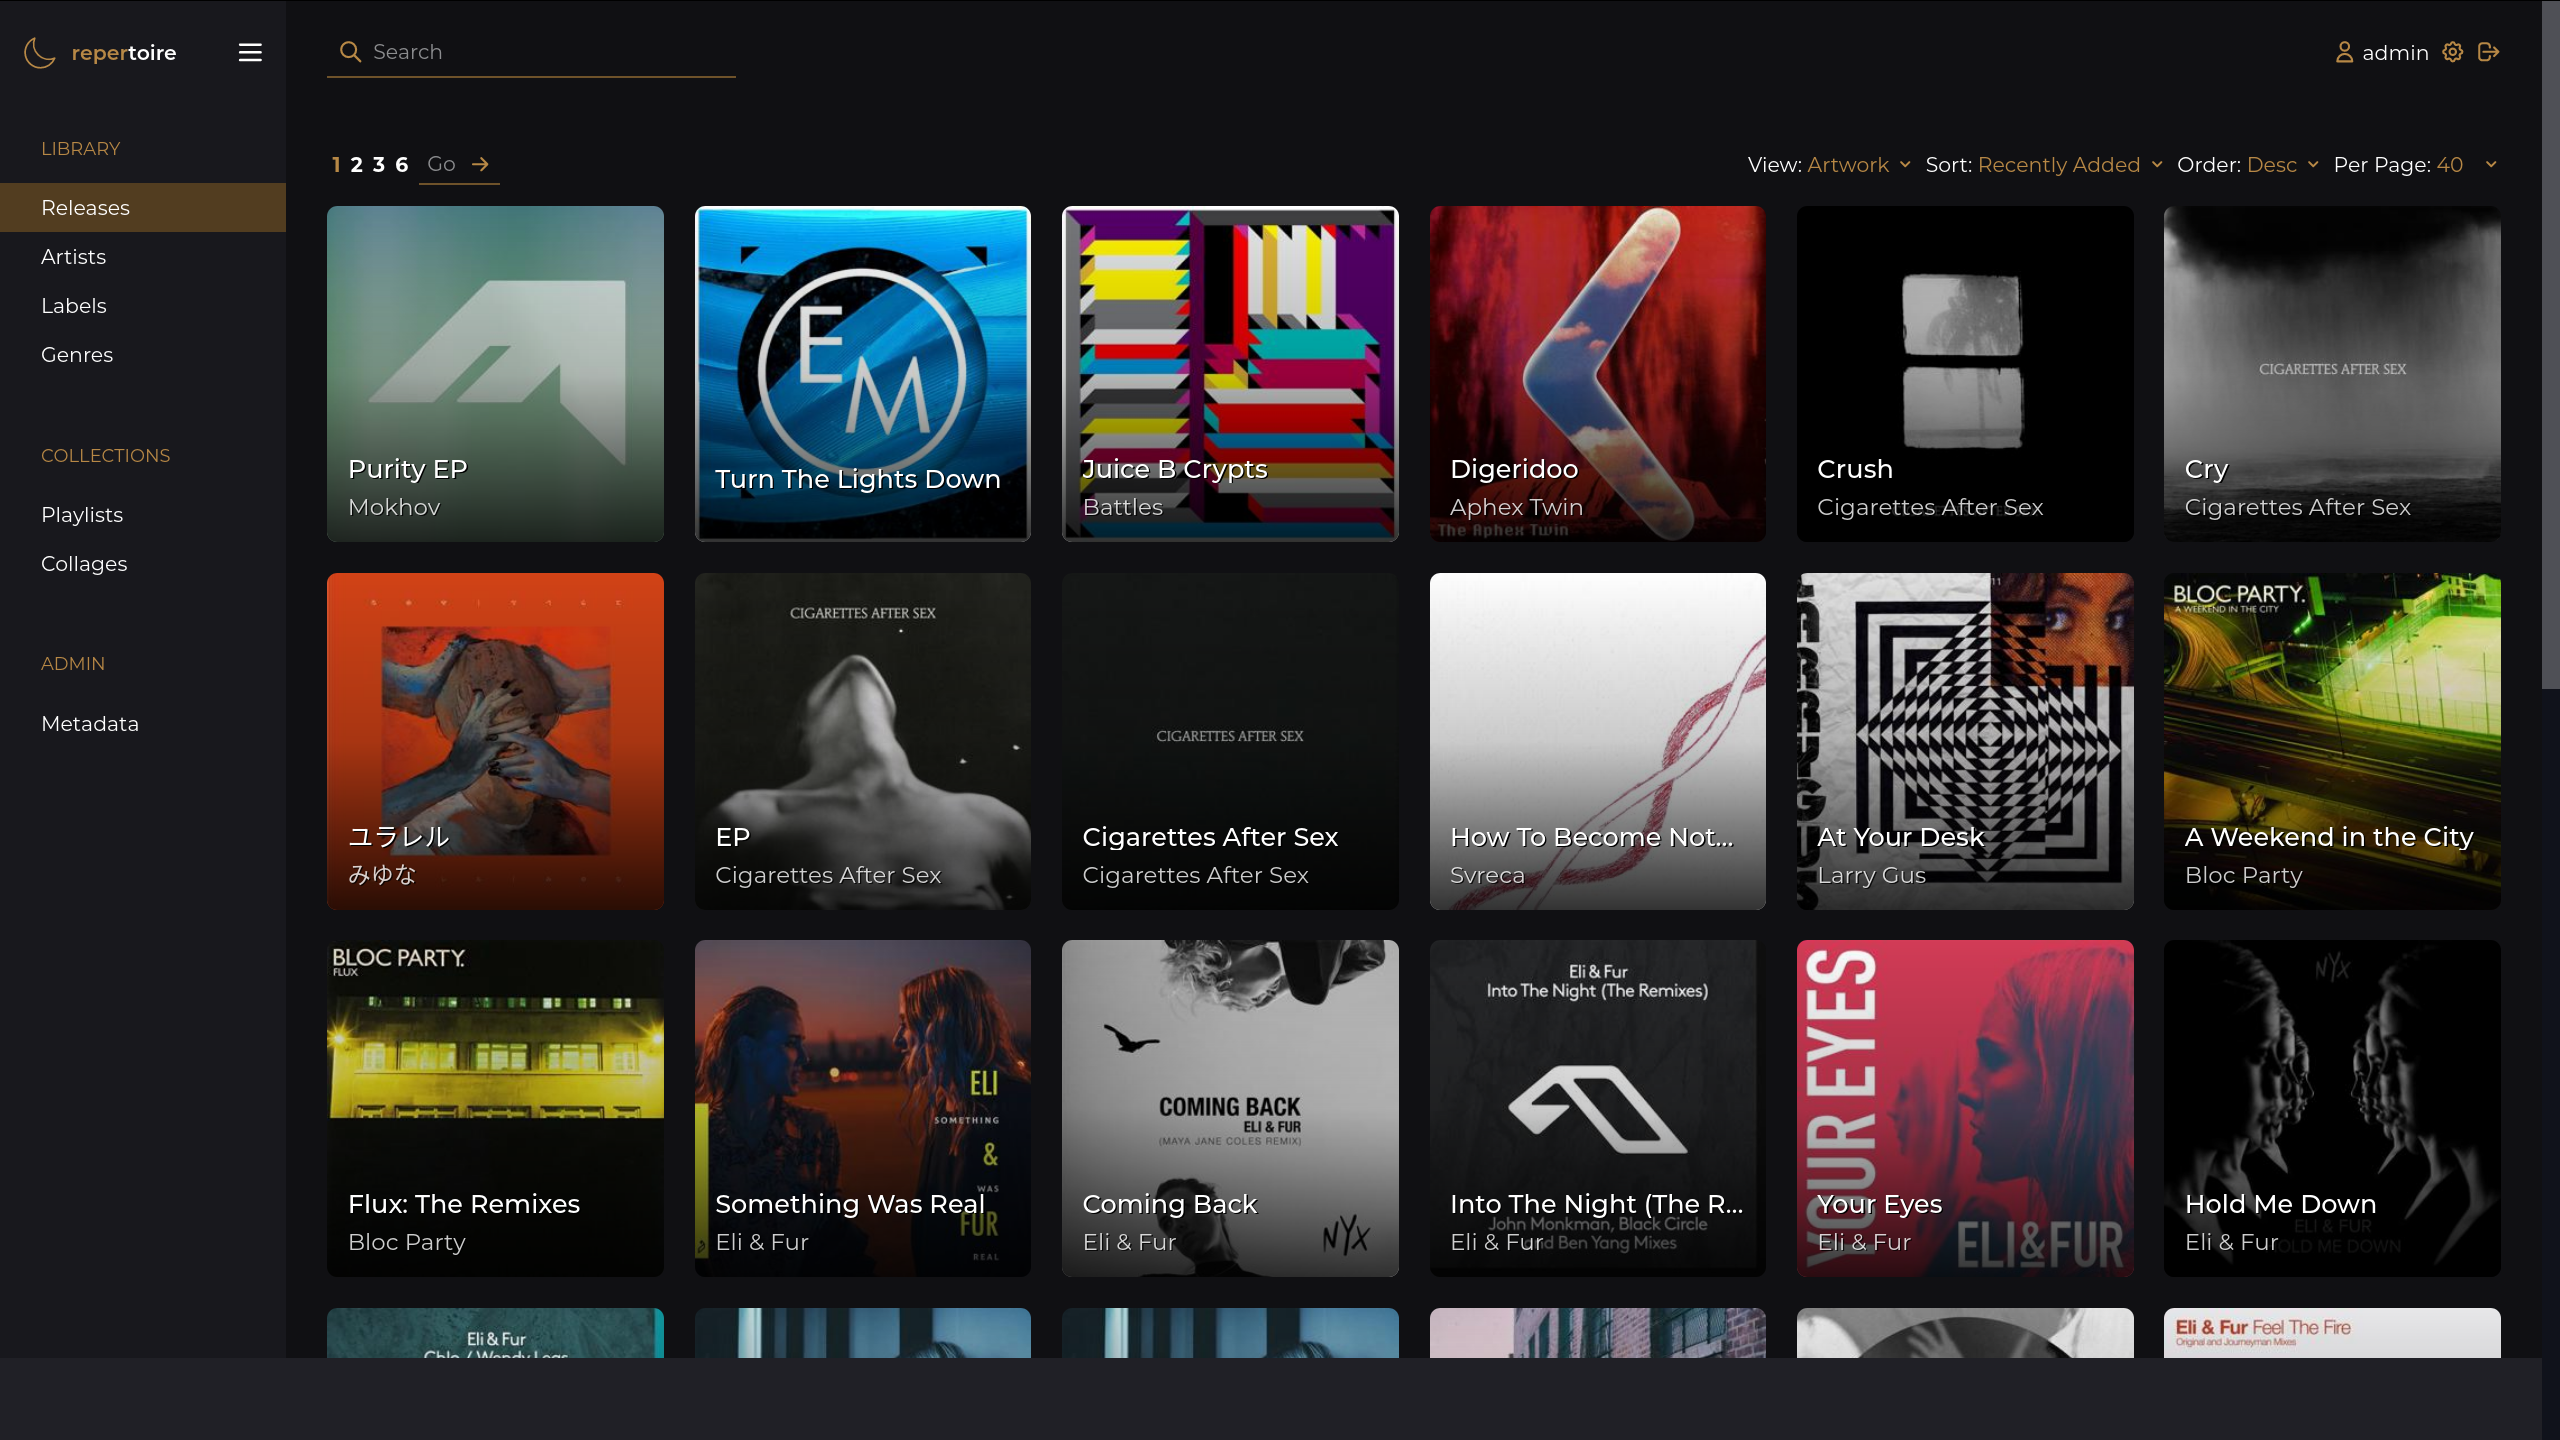 repertoire
Search
admin
LIBRARY
Releases
Artists
Labels
Genres
COLLECTIONS
Playlists
Collages
ADMIN
Metadata
1 2 3 6 Go
View: Artwork Sort: Recently Added Order: Desc Per Page: 40
Purity EP
Mokhov
EM
Turn The Lights Down
Juice B Crypts
Battles
Digeridoo
Aphex Twin
The Aphex Twin
Crush
Cigarettes After Sex
CIGARETTES AFTER SEX
Cry
Cigarettes After Sex
ユラレル
みゆな
CIGARETTES AFTER SEX
EP
Cigarettes After Sex
CIGARETTES AFTER SEX
Cigarettes After Sex
Cigarettes After Sex
How To Become Not...
Svreca
11
At Your Desk
Larry Gus
BLOC PARTY.
A WEEKEND IN THE CITY
A Weekend in the City
Bloc Party
BLOC PARTY.
FLUX
Flux: The Remixes
Bloc Party
ELI
SOMETHING
&
WAS
FUR
REAL
Something Was Real
Eli & Fur
COMING BACK
ELI & FUR
(MAYA JANE COLES REMIX)
NYX
Coming Back
Eli & Fur
Eli & Fur
Into The Night (The Remixes)
Into The Night (The R...
John Monkman, Black Circle
and Ben Yang Mixes
Eli & Fur
YOUR EYES
ELI&FUR
Your Eyes
Eli & Fur
NYX
Hold Me Down
ELI & FUR
HOLD ME DOWN
Eli & Fur
Eli & Fur
Eli & Fur Feel The Fire
Original and Journeyman Mixes